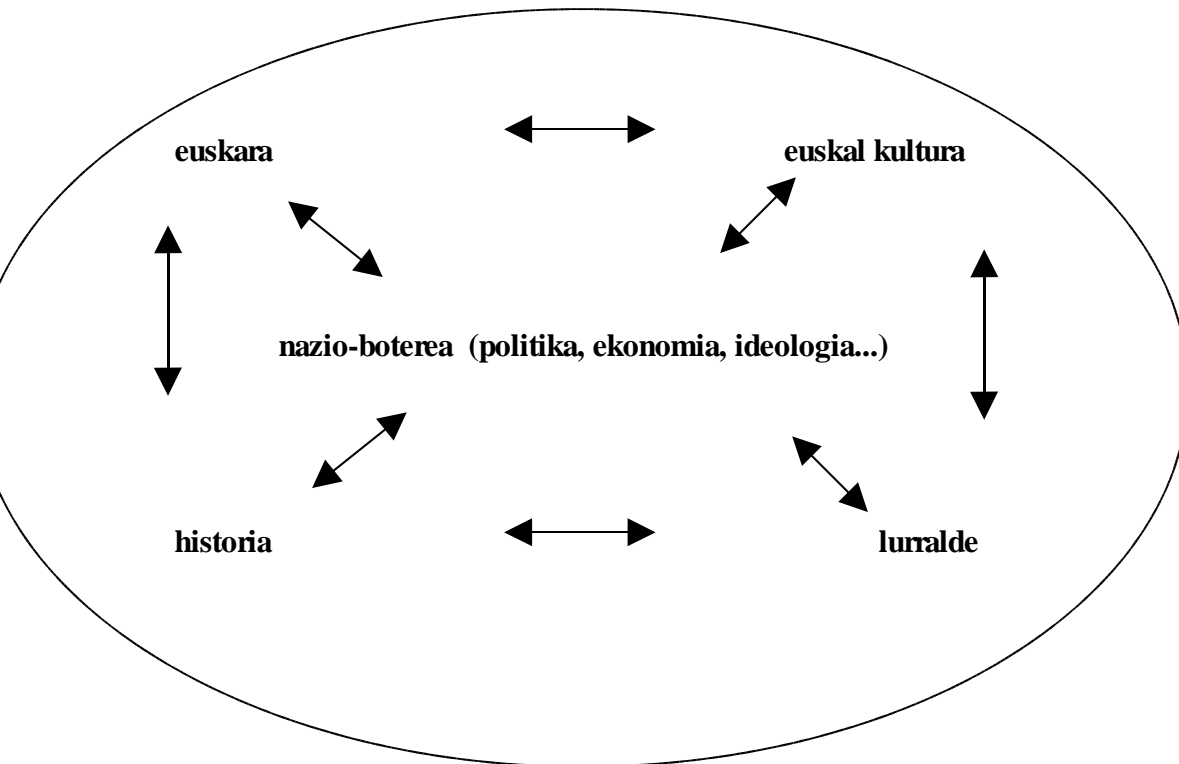 euskara
euskal kultura
nazio-boterea (politika, ekonomia, ideologia...)
historia
lurralde